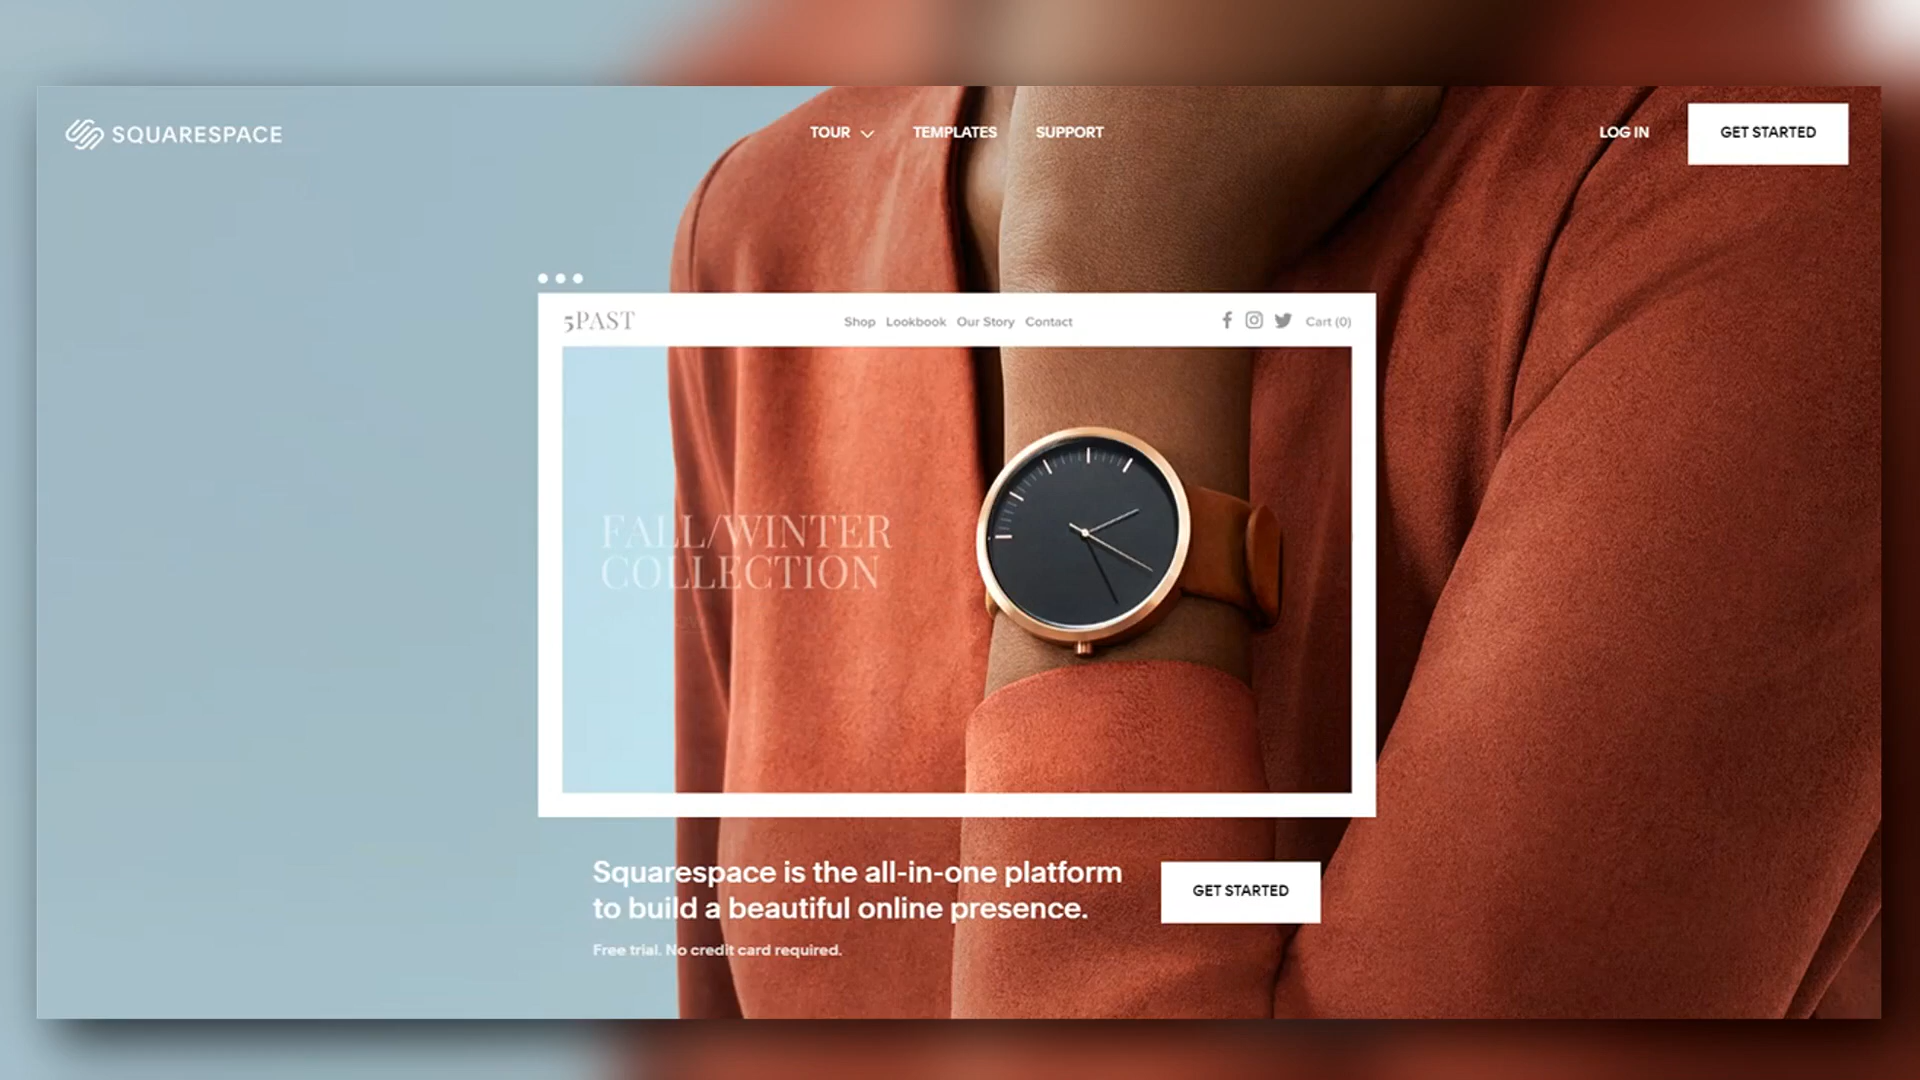 SQUARESPACE
TOUR TEMPLATES SUPPORT
LOG IN
GET STARTED
5PAST
Shop Lookbook Our Story Contact
Cart (0)
FALL/WINTER
COLLECTION
Squarespace is the all-in-one platform
to build a beautiful online presence.
GET STARTED
Free trial. No credit card required.